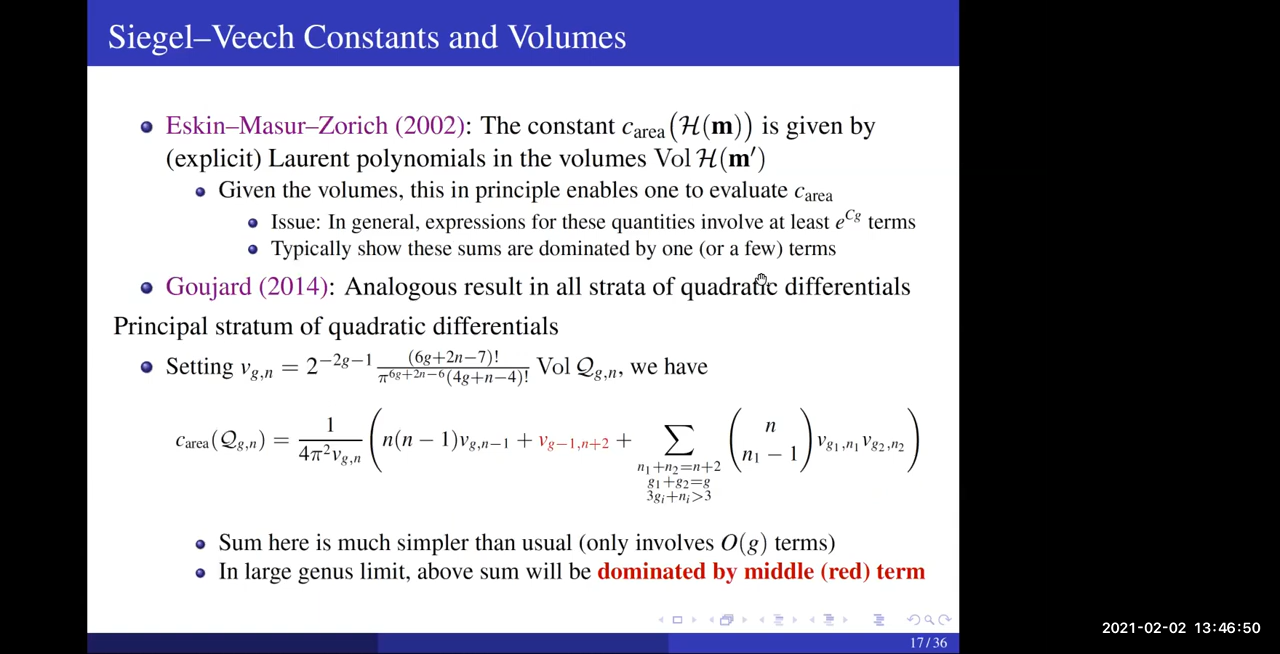 Siegel–Veech Constants and Volumes
Eskin–Masur–Zorich (2002): The constant c_area(ℋ(m)) is given by
(explicit) Laurent polynomials in the volumes Vol ℋ(m′)
Given the volumes, this in principle enables one to evaluate c_area
Issue: In general, expressions for these quantities involve at least e^{Cg} terms
Typically show these sums are dominated by one (or a few) terms
Goujard (2014): Analogous result in all strata of quadratic differentials
Principal stratum of quadratic differentials
Setting v_{g,n} = 2^{−2g−1} (6g+2n−7)! / (π^{6g+2n−6}(4g+n−4)!) Vol 𝒬_{g,n}, we have
c_area(𝒬_{g,n}) = 1/(4π²v_{g,n}) ( n(n − 1)v_{g,n−1} + v_{g−1,n+2} + ∑_{n₁+n₂=n+2, g₁+g₂=g, 3g_i+n_i>3} (n choose n₁ − 1) v_{g₁,n₁} v_{g₂,n₂} )
Sum here is much simpler than usual (only involves O(g) terms)
In large genus limit, above sum will be dominated by middle (red) term
17 / 36
2021-02-02 13:46:50